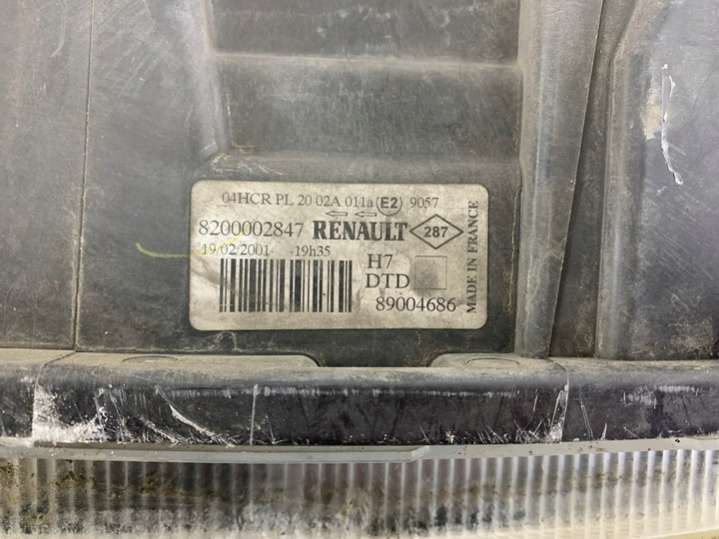 04HCR PL 20 02A 011a E2 9057
8200002847 RENAULT 287
19/02/2001 19h35
H7
DTD
89004686
MADE IN FRANCE